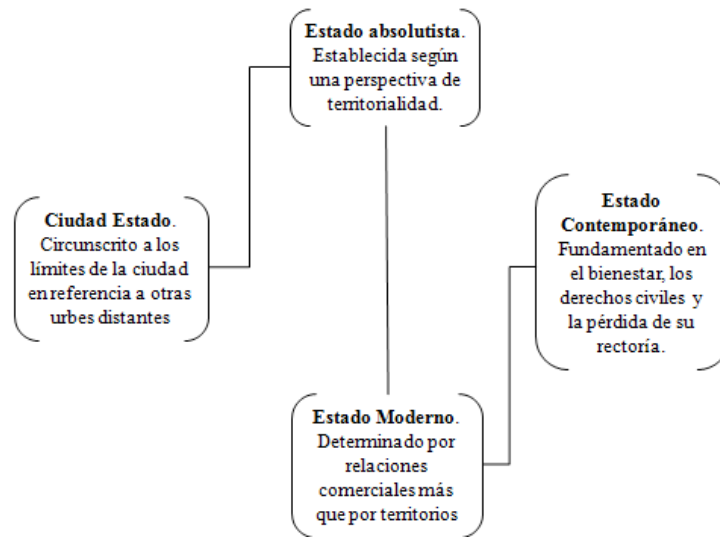 Estado absolutista.
Establecida según
una perspectiva de
territorialidad.
Ciudad Estado.
Circunscrito a los
límites de la ciudad
en referencia a otras
urbes distantes
Estado
Contemporáneo.
Fundamentado en
el bienestar, los
derechos civiles y
la pérdida de su
rectoría.
Estado Moderno.
Determinado por
relaciones
comerciales más
que por territorios